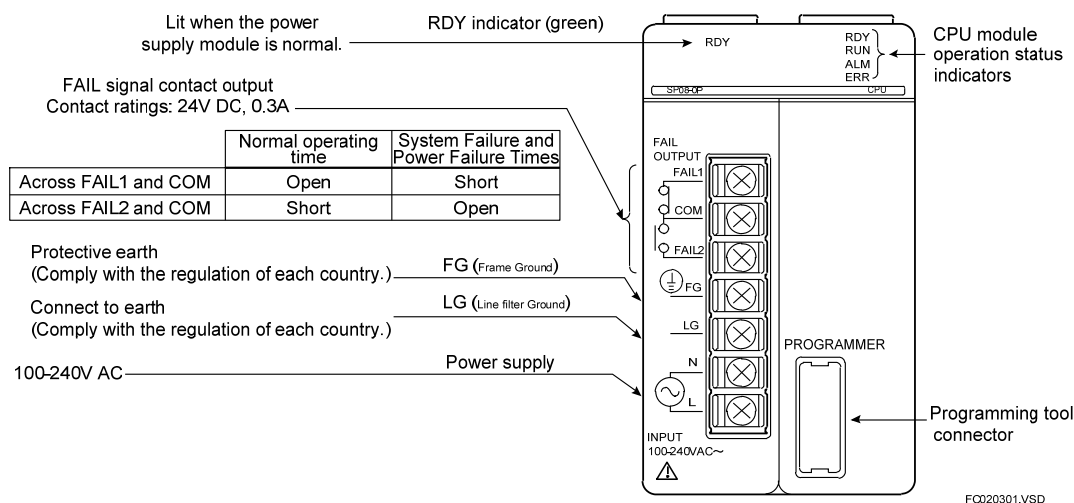 Lit when the power
supply module is normal.
RDY indicator (green)
RDY
RDY
RUN
ALM
ERR
CPU module
operation status
indicators
FAIL signal contact output
Contact ratings: 24V DC, 0.3A
SP08-0P
CPU
Normal operating
time
System Failure and
Power Failure Times
Across FAIL1 and COM Open Short
Across FAIL2 and COM Short Open
FAIL
OUTPUT
FAIL1
COM
FAIL2
FG
LG
N
L
INPUT
100-240VAC~
Protective earth
(Comply with the regulation of each country.)
FG (Frame Ground)
Connect to earth
(Comply with the regulation of each country.)
LG (Line filter Ground)
100-240V AC
Power supply
PROGRAMMER
Programming tool
connector
FC020301.VSD